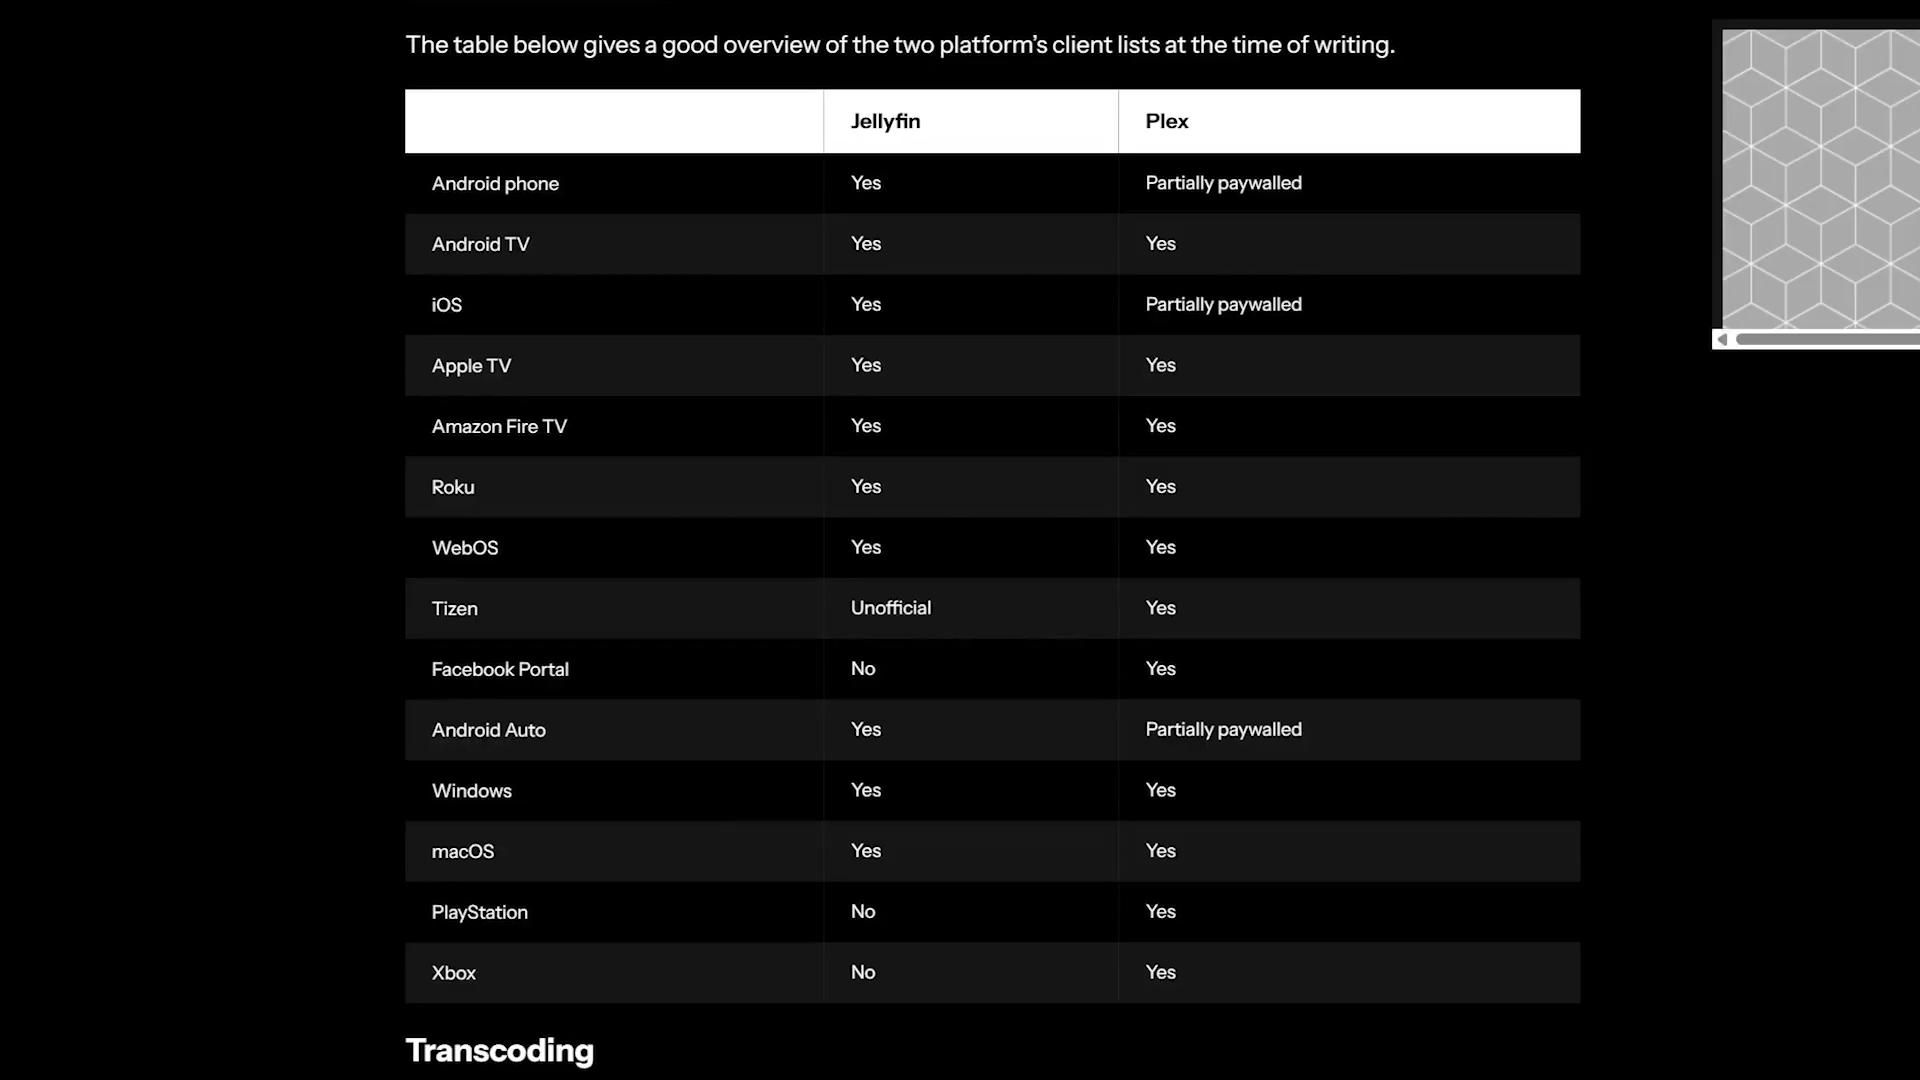 The table below gives a good overview of the two platform's client lists at the time of writing.
Jellyfin Plex
Android phone Yes Partially paywalled
Android TV Yes Yes
iOS Yes Partially paywalled
Apple TV Yes Yes
Amazon Fire TV Yes Yes
Roku Yes Yes
WebOS Yes Yes
Tizen Unofficial Yes
Facebook Portal No Yes
Android Auto Yes Partially paywalled
Windows Yes Yes
macOS Yes Yes
PlayStation No Yes
Xbox No Yes
Transcoding